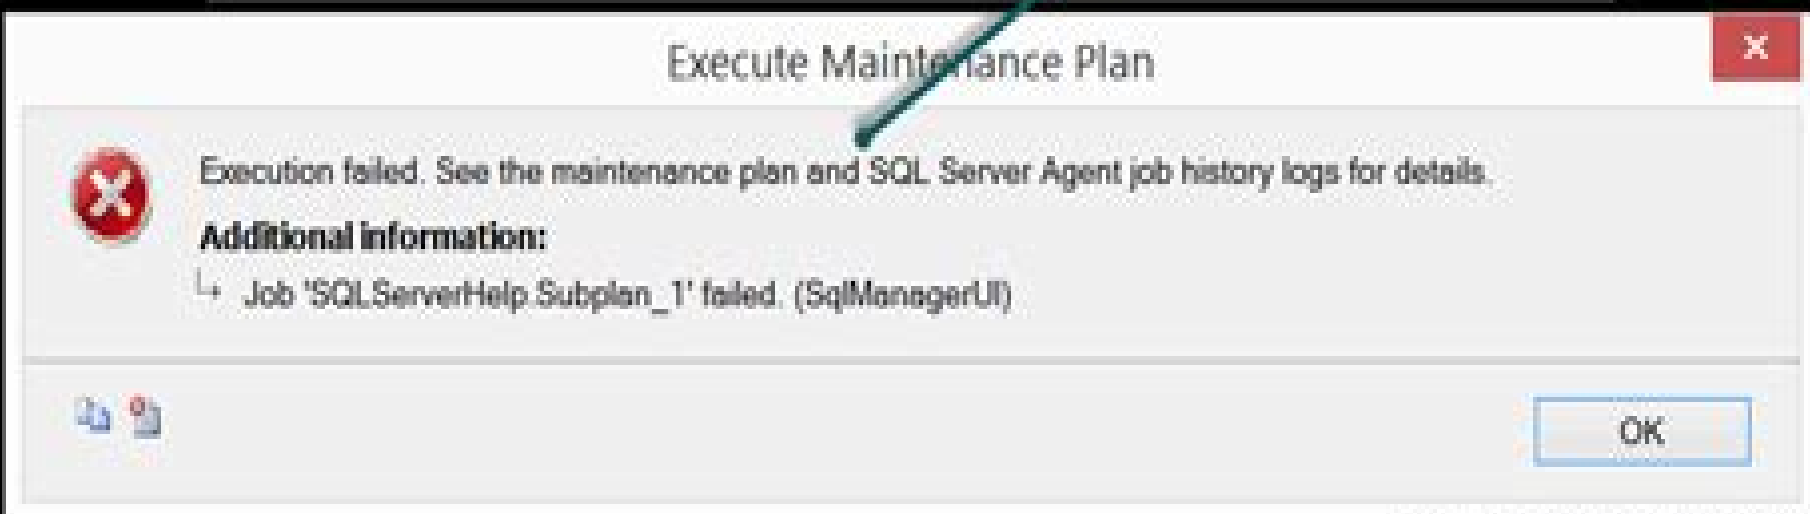 Execute Maintenance Plan
Execution failed. See the maintenance plan and SQL Server Agent job history logs for details.
Additional information:
Job 'SQLServerHelp.Subplan_1' failed. (SqlManagerUI)
OK